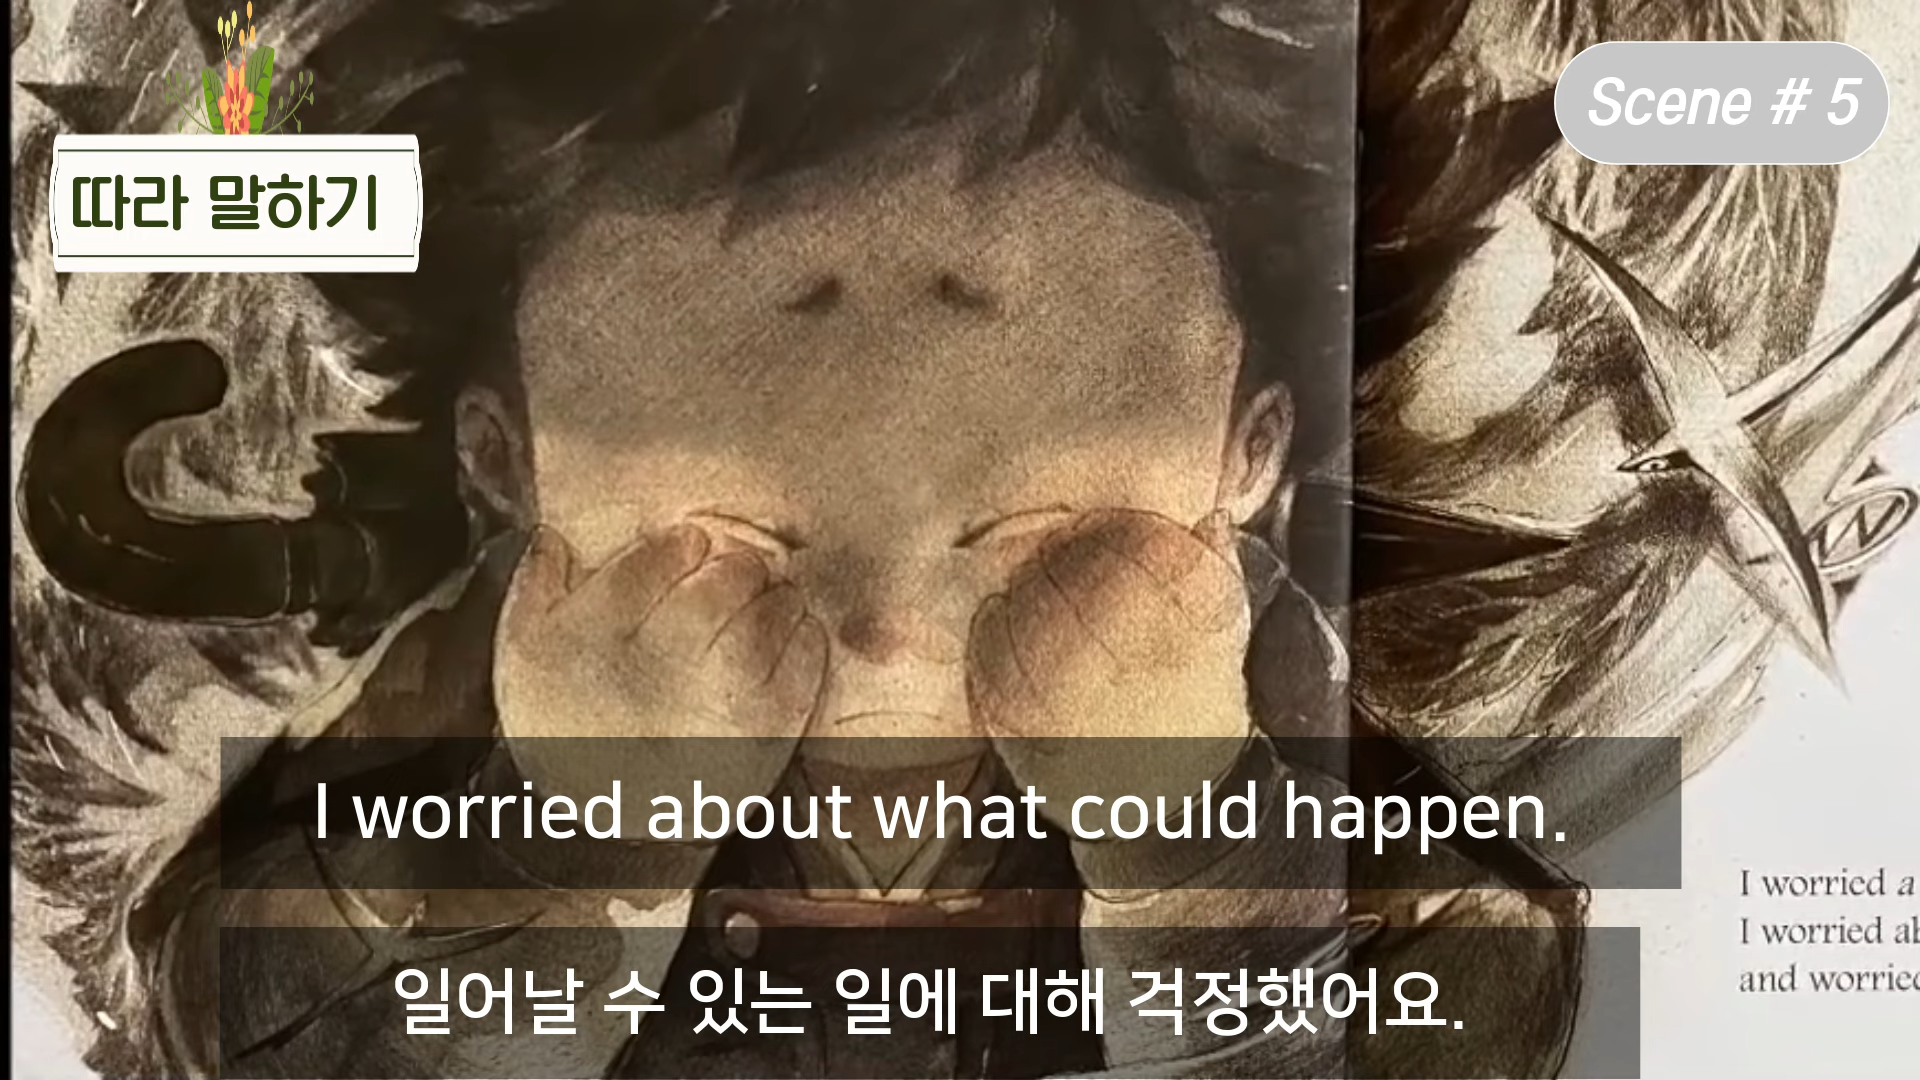 따라 말하기
Scene # 5
I worried about what could happen.
일어날 수 있는 일에 대해 걱정했어요.
I worried
I worried
and worried